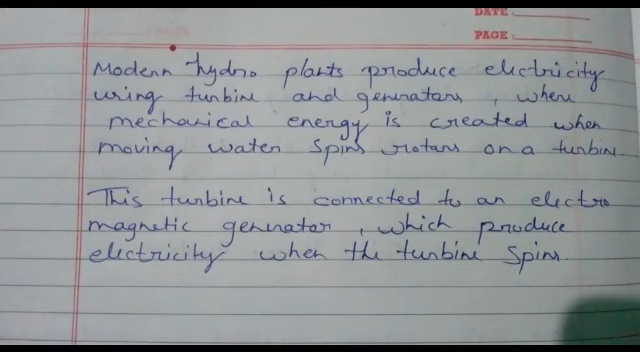 DATE
PAGE
Modern hydro plants produce electricity
using turbine and generators, where
mechanical energy is created when
moving water spins rotors on a turbine.
This turbine is connected to an electro
magnetic generator, which produce
electricity when the turbine spins.